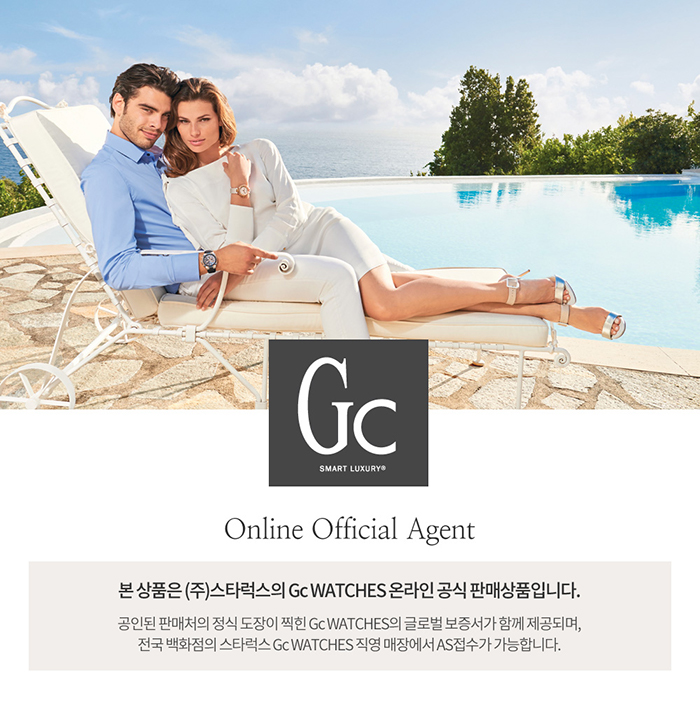 Gc
SMART LUXURY®
Online Official Agent
본 상품은 (주)스타럭스의 Gc WATCHES 온라인 공식 판매상품입니다.
공인된 판매처의 정식 도장이 찍힌 Gc WATCHES의 글로벌 보증서가 함께 제공되며,
전국 백화점의 스타럭스 Gc WATCHES 직영 매장에서 AS접수가 가능합니다.